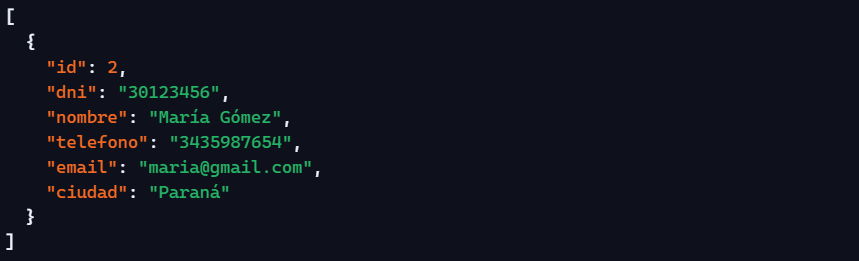 [
  {
    "id": 2,
    "dni": "30123456",
    "nombre": "María Gómez",
    "telefono": "3435987654",
    "email": "maria@gmail.com",
    "ciudad": "Paraná"
  }
]